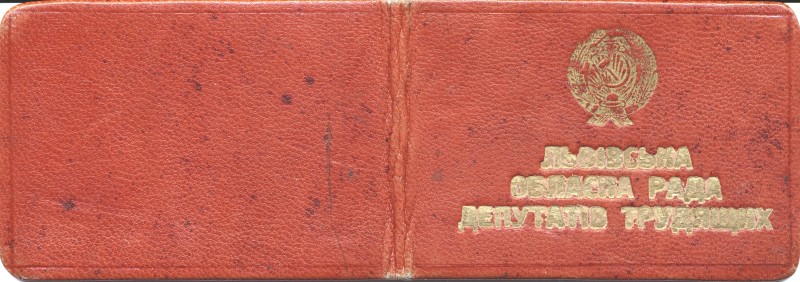 ЛЬВІВСЬКА
ОБЛАСНА РАДА
ДЕПУТАТІВ ТРУДЯЩИХ